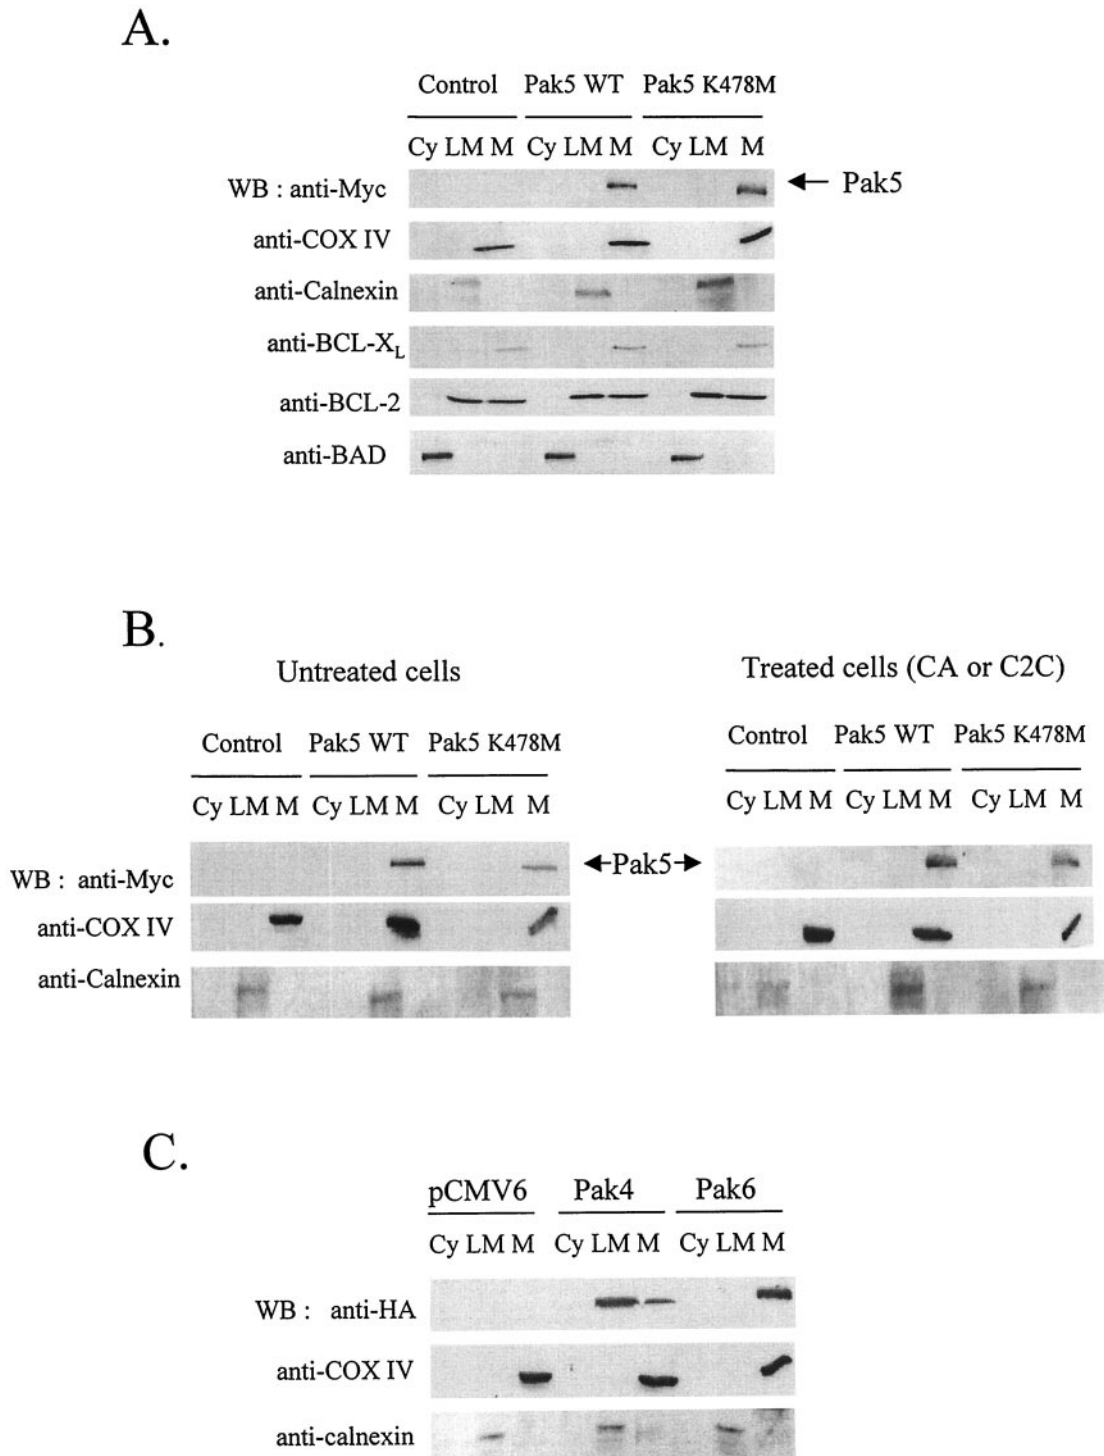 A.
Control Pak5 WT Pak5 K478M
Cy LM M Cy LM M Cy LM M
WB : anti-Myc ← Pak5
anti-COX IV
anti-Calnexin
anti-BCL-XL
anti-BCL-2
anti-BAD
B.
Untreated cells Treated cells (CA or C2C)
Control Pak5 WT Pak5 K478M Control Pak5 WT Pak5 K478M
Cy LM M Cy LM M Cy LM M Cy LM M Cy LM M Cy LM M
WB : anti-Myc ←Pak5→
anti-COX IV
anti-Calnexin
C.
pCMV6 Pak4 Pak6
Cy LM M Cy LM M Cy LM M
WB : anti-HA
anti-COX IV
anti-calnexin